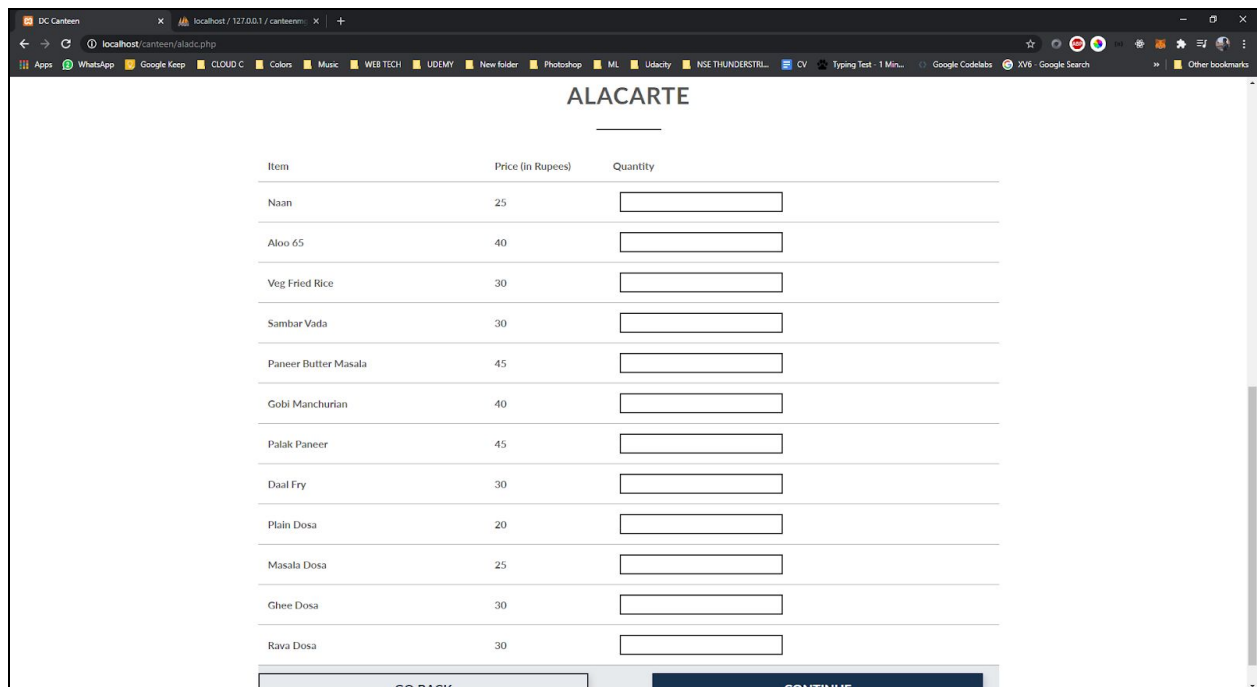 DC Canteen localhost / 127.0.0.1 / canteenm
localhost/canteen/aladc.php
Apps WhatsApp Google Keep CLOUD C Colors Music WEB TECH UDEMY New folder Photoshop ML Udacity NSE THUNDERSTRL... CV Typing Test - 1 Min... Google Codelabs XV6 - Google Search » Other bookmarks
ALACARTE
Item Price (in Rupees) Quantity
Naan 25
Aloo 65 40
Veg Fried Rice 30
Sambar Vada 30
Paneer Butter Masala 45
Gobi Manchurian 40
Palak Paneer 45
Daal Fry 30
Plain Dosa 20
Masala Dosa 25
Ghee Dosa 30
Rava Dosa 30
GO BACK CONTINUE